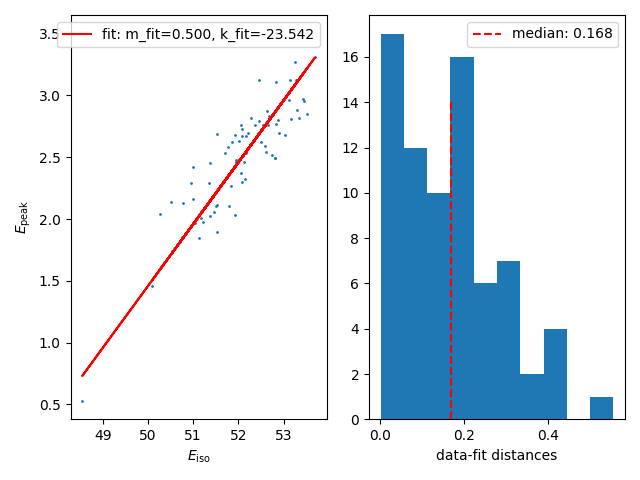 fit: m_fit=0.500, k_fit=-23.542
3.5
3.0
2.5
2.0
1.5
1.0
0.5
E_peak
49 50 51 52 53
E_iso
median: 0.168
16
14
12
10
8
6
4
2
0
0.0 0.2 0.4
data-fit distances